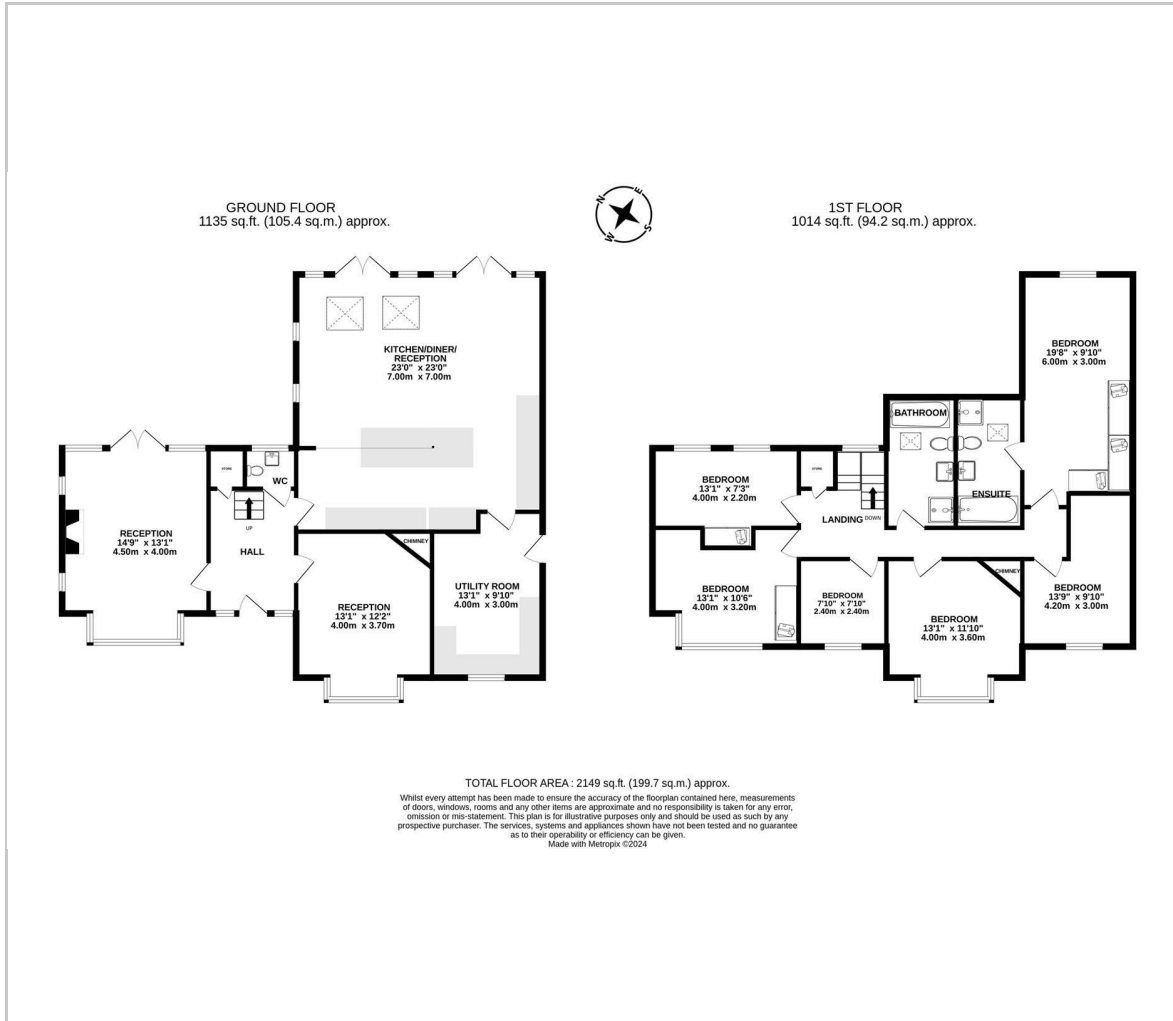 GROUND FLOOR
1135 sq.ft. (105.4 sq.m.) approx.
N
E
S
W
1ST FLOOR
1014 sq.ft. (94.2 sq.m.) approx.
KITCHEN/DINER/
RECEPTION
23'0" x 23'0"
7.00m x 7.00m
STORE
WC
UP
HALL
RECEPTION
14'9" x 13'1"
4.50m x 4.00m
CHIMNEY
RECEPTION
13'1" x 12'2"
4.00m x 3.70m
UTILITY ROOM
13'1" x 9'10"
4.00m x 3.00m
BEDROOM
19'8" x 9'10"
6.00m x 3.00m
BATHROOM
ENSUITE
BEDROOM
13'1" x 7'3"
4.00m x 2.20m
STORE
LANDING
DOWN
BEDROOM
13'1" x 10'6"
4.00m x 3.20m
BEDROOM
7'10" x 7'10"
2.40m x 2.40m
CHIMNEY
BEDROOM
13'1" x 11'10"
4.00m x 3.60m
BEDROOM
13'9" x 9'10"
4.20m x 3.00m
TOTAL FLOOR AREA : 2149 sq.ft. (199.7 sq.m.) approx.
Whilst every attempt has been made to ensure the accuracy of the floorplan contained here, measurements
of doors, windows, rooms and any other items are approximate and no responsibility is taken for any error,
omission or mis-statement. This plan is for illustrative purposes only and should be used as such by any
prospective purchaser. The services, systems and appliances shown have not been tested and no guarantee
as to their operability or efficiency can be given.
Made with Metropix ©2024